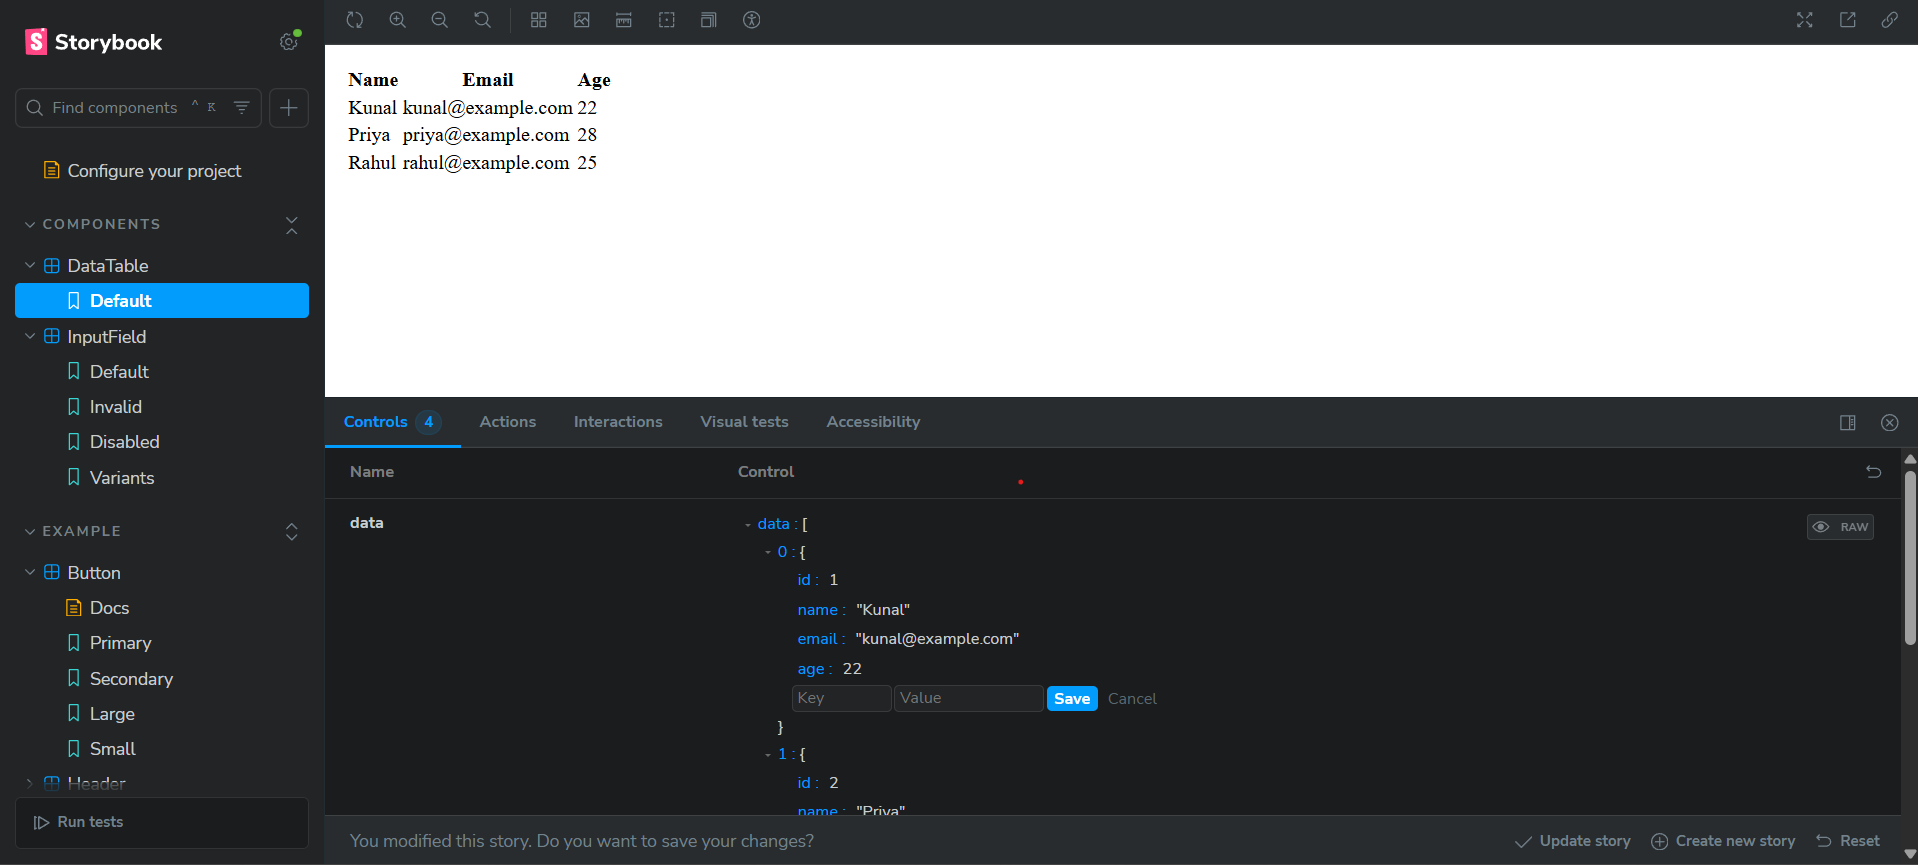 Storybook
Find components ^ K
Configure your project
COMPONENTS
DataTable
Default
InputField
Default
Invalid
Disabled
Variants
EXAMPLE
Button
Docs
Primary
Secondary
Large
Small
Header
Run tests
Name Email Age
Kunal kunal@example.com 22
Priya priya@example.com 28
Rahul rahul@example.com 25
Controls 4 Actions Interactions Visual tests Accessibility
Name Control
data data : [ RAW
0 : {
id : 1
name : "Kunal"
email : "kunal@example.com"
age : 22
Key Value Save Cancel
}
1 : {
id : 2
name : "Priya"
You modified this story. Do you want to save your changes? Update story Create new story Reset